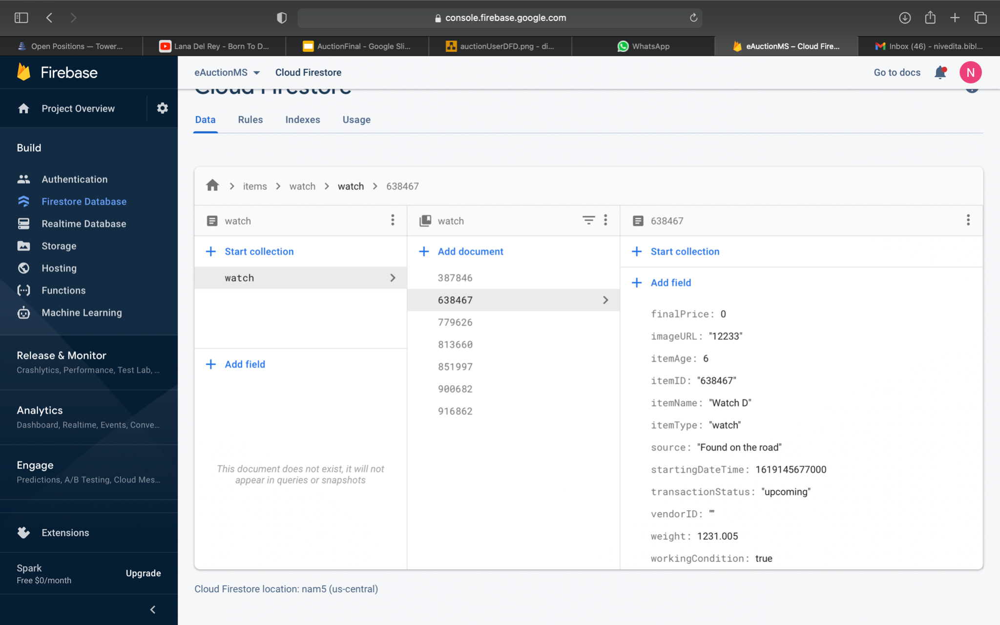 console.firebase.google.com
Open Positions — Tower...
Lana Del Rey - Born To D...
AuctionFinal - Google Sli...
auctionUserDFD.png - di...
WhatsApp
eAuctionMS – Cloud Fire...
Inbox (46) - nivedita.bibl...
Firebase
eAuctionMS
Cloud Firestore
Go to docs
N
Cloud Firestore
Project Overview
Data
Rules
Indexes
Usage
Build
Authentication
Firestore Database
Realtime Database
Storage
Hosting
Functions
Machine Learning
Release & Monitor
Crashlytics, Performance, Test Lab, ...
Analytics
Dashboard, Realtime, Events, Conve...
Engage
Predictions, A/B Testing, Cloud Mes...
Extensions
Spark
Free $0/month
Upgrade
items > watch > watch > 638467
watch
Start collection
watch
Add field
This document does not exist, it will not
appear in queries or snapshots
watch
Add document
387846
638467
779626
813660
851997
900682
916862
638467
Start collection
Add field
finalPrice: 0
imageURL: "12233"
itemAge: 6
itemID: "638467"
itemName: "Watch D"
itemType: "watch"
source: "Found on the road"
startingDateTime: 1619145677000
transactionStatus: "upcoming"
vendorID: ""
weight: 1231.005
workingCondition: true
Cloud Firestore location: nam5 (us-central)